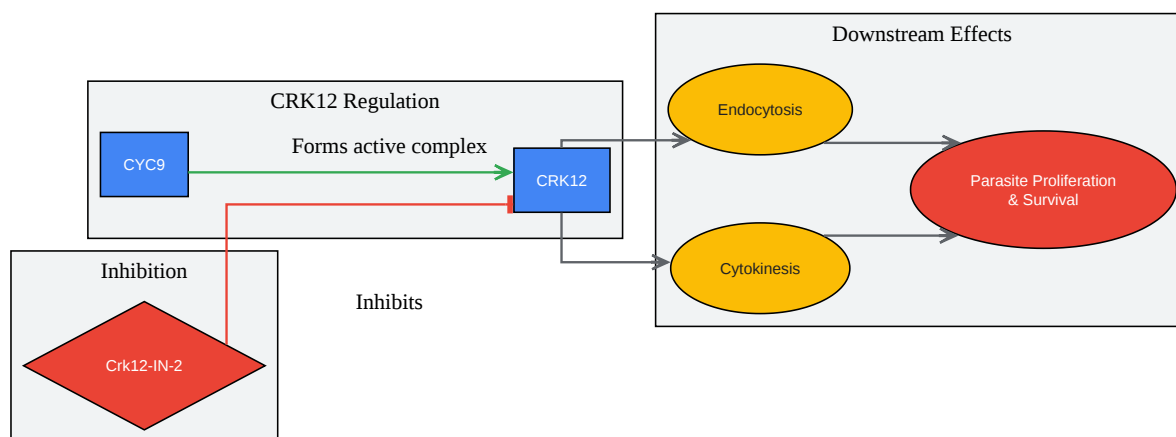 Downstream Effects
CRK12 Regulation
Endocytosis
Forms active complex
CYC9
CRK12
Parasite Proliferation
& Survival
Inhibition
Cytokinesis
Inhibits
Crk12-IN-2